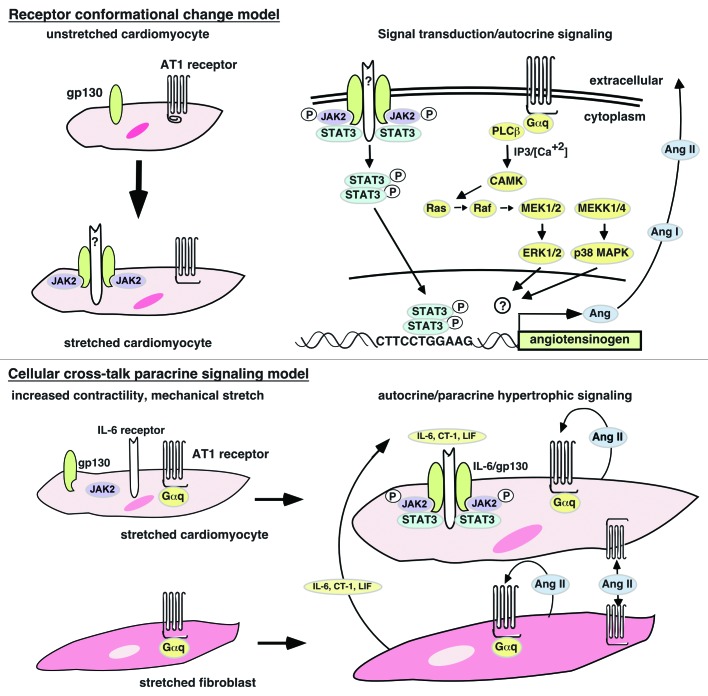 Receptor conformational change model
unstretched cardiomyocyte
gp130
AT1 receptor
?
JAK2
JAK2
stretched cardiomyocyte
Signal transduction/autocrine signaling
?
extracellular
cytoplasm
P
JAK2
JAK2
P
STAT3
STAT3
Gαq
PLCβ
IP3/[Ca+2]
STAT3
P
STAT3
P
CAMK
Ras
Raf
MEK1/2
MEKK1/4
ERK1/2
p38 MAPK
Ang II
Ang I
Ang
STAT3
P
STAT3
P
?
CTTCCTGGAAG
angiotensinogen
Cellular cross-talk paracrine signaling model
increased contractility, mechanical stretch
IL-6 receptor
gp130
AT1 receptor
JAK2
Gαq
stretched cardiomyocyte
Gαq
stretched fibroblast
autocrine/paracrine hypertrophic signaling
IL-6, CT-1, LIF
IL-6/gp130
P
JAK2
JAK2
P
STAT3
STAT3
Ang II
Gαq
IL-6, CT-1, LIF
Ang II
Ang II
Gαq